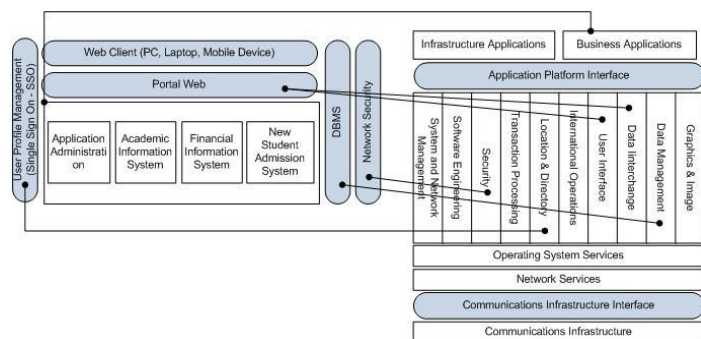 User Profile Management
(Single Sign On - SSO)
Web Client (PC, Laptop, Mobile Device)
Portal Web
Application
Administrati
on
Academic
Information
System
Financial
Information
System
New
Student
Admission
System
DBMS
Network Security
Infrastructure Applications
Business Applications
Application Platform Interface
System and Network
Management
Software Engineering
Security
Transaction Processing
Location & Directory
International Operations
User Interface
Data Iinterchange
Data Management
Graphics & Image
Operating System Services
Network Services
Communications Infrastructure Interface
Communications Infrastructure